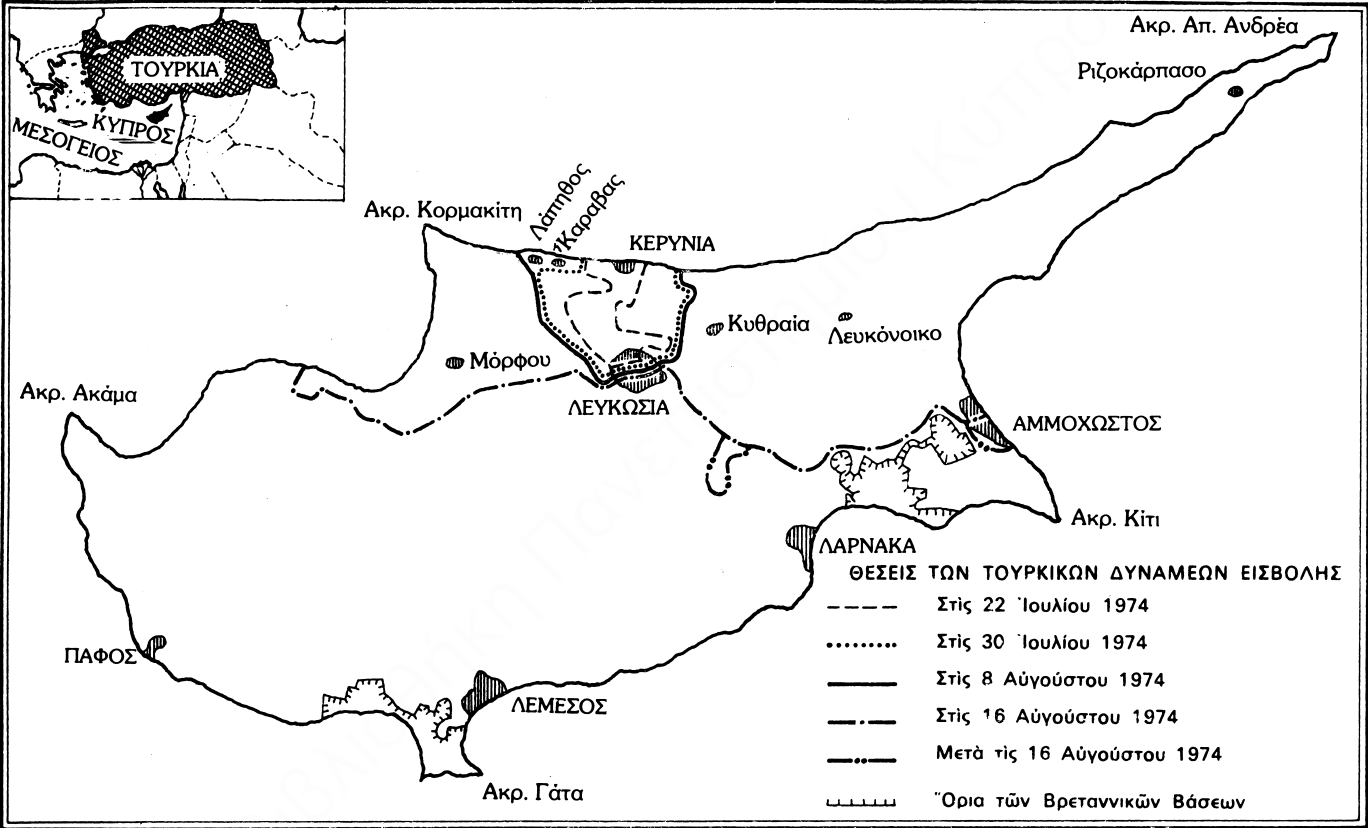 ΤΟΥΡΚΙΑ
ΚΥΠΡΟΣ
ΜΕΣΟΓΕΙΟΣ
Ακρ. Απ. Ανδρέα
Ριζοκάρπασο
Ακρ. Κορμακίτη
Λάπηθος
Καραβας
ΚΕΡΥΝΙΑ
Κυθραία
Λευκόνοικο
Μόρφου
Ακρ. Ακάμα
ΛΕΥΚΩΣΙΑ
ΑΜΜΟΧΩΣΤΟΣ
Ακρ. Κίτι
ΛΑΡΝΑΚΑ
ΠΑΦΟΣ
ΛΕΜΕΣΟΣ
Ακρ. Γάτα
ΘΕΣΕΙΣ ΤΩΝ ΤΟΥΡΚΙΚΩΝ ΔΥΝΑΜΕΩΝ ΕΙΣΒΟΛΗΣ
Στὶς 22 Ἰουλίου 1974
Στὶς 30 Ἰουλίου 1974
Στὶς 8 Αὐγούστου 1974
Στὶς 16 Αὐγούστου 1974
Μετὰ τὶς 16 Αὐγούστου 1974
Ὅρια τῶν Βρεταννικῶν Βάσεων